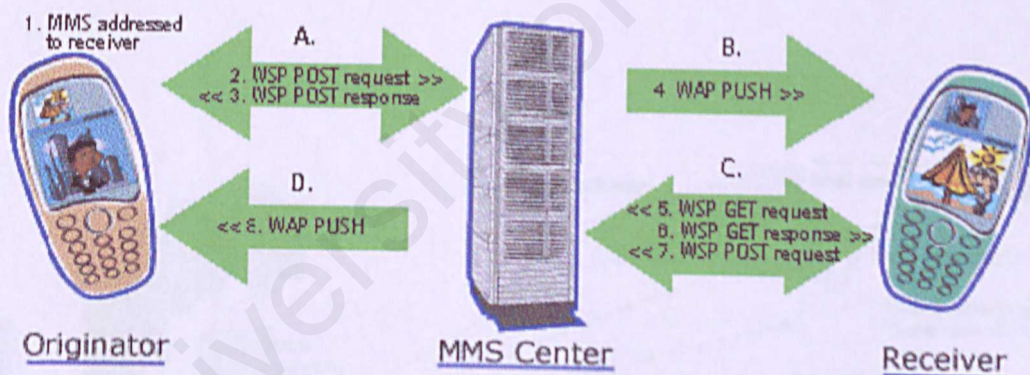 1. MMS addressed
to receiver
A.
2. WSP POST request >>
<< 3. WSP POST response
B.
4 WAP PUSH >>
D.
<< 8. WAP PUSH
C.
<< 5. WSP GET request
6. WSP GET response >>
<< 7. WSP POST request
Originator
MMS Center
Receiver